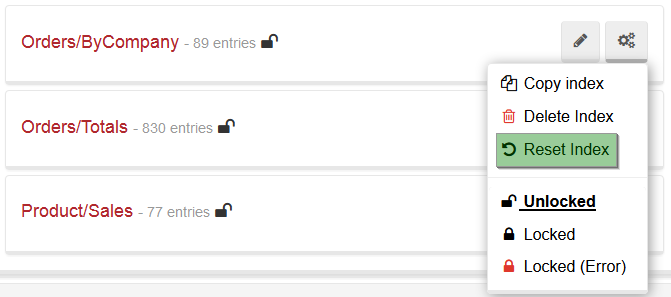 Orders/ByCompany - 89 entries
Copy index
Delete Index
Orders/Totals - 830 entries
Reset Index
Unlocked
Product/Sales - 77 entries
Locked
Locked (Error)